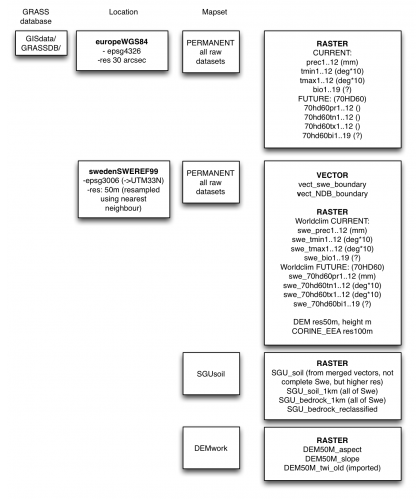 GRASS
database
Location
Mapset
GISdata/
GRASSDB/
europeWGS84
- epsg4326
-res 30 arcsec
PERMANENT
all raw
datasets
RASTER
CURRENT:
prec1..12 (mm)
tmin1..12 (deg*10)
tmax1..12 (deg*10)
bio1..19 (?)
FUTURE: (70HD60)
70hd60pr1..12 ()
70hd60tn1..12 ()
70hd60tx1..12 ()
70hd60bi1..19 (?)
swedenSWEREF99
-epsg3006 (->UTM33N)
-res: 50m (resampled
using nearest
neighbour)
PERMANENT
all raw
datasets
VECTOR
vect_swe_boundary
vect_NDB_boundary
RASTER
Worldclim CURRENT:
swe_prec1..12 (mm)
swe_tmin1..12 (deg*10)
swe_tmax1..12 (deg*10)
swe_bio1..19 (?)
Worldclim FUTURE: (70HD60)
swe_70hd60pr1..12 (mm)
swe_70hd60tn1..12 (deg*10)
swe_70hd60tx1..12 (deg*10)
swe_70hd60bi1..19 (?)
DEM res50m, height m
CORINE_EEA res100m
SGUsoil
RASTER
SGU_soil (from merged vectors, not
complete Swe, but higher res)
SGU_soil_1km (all of Swe)
SGU_bedrock_1km (all of Swe)
SGU_bedrock_reclassified
DEMwork
RASTER
DEM50M_aspect
DEM50M_slope
DEM50M_twi_old (imported)